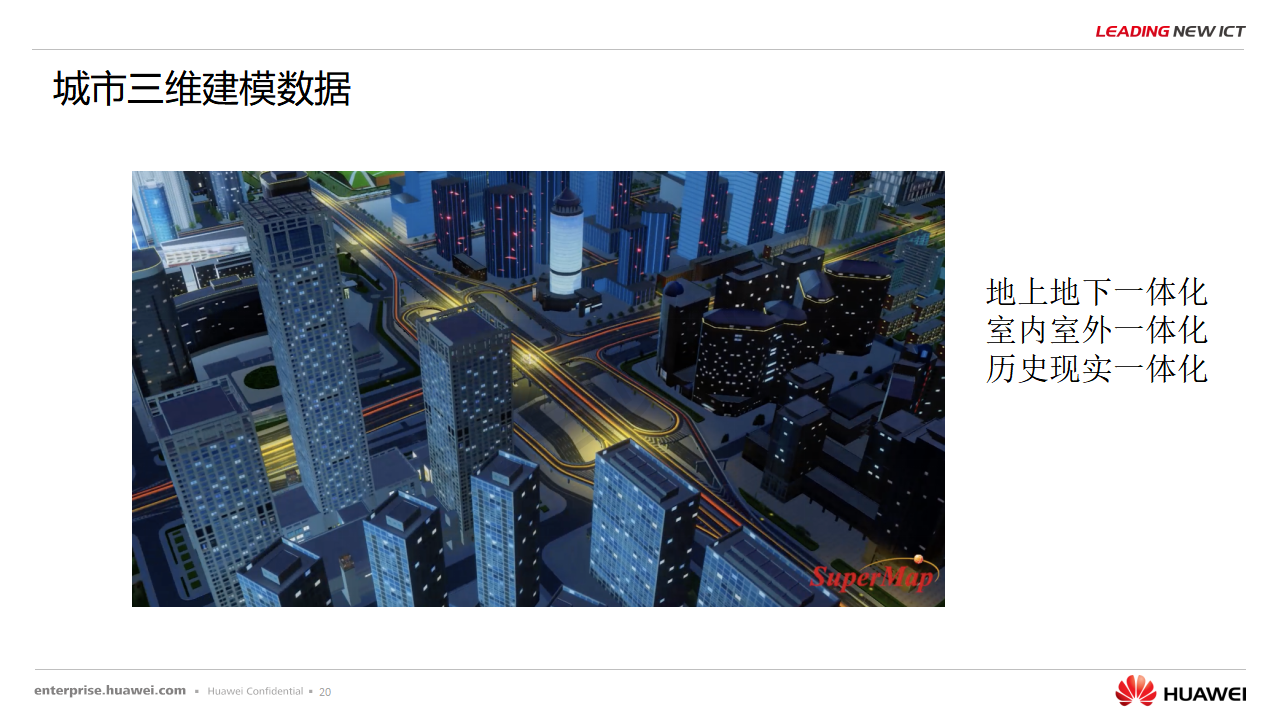 LEADING NEW ICT
城市三维建模数据
地上地下一体化
室内室外一体化
历史现实一体化
SuperMap
enterprise.huawei.com ▪ Huawei Confidential ▪ 20
HUAWEI